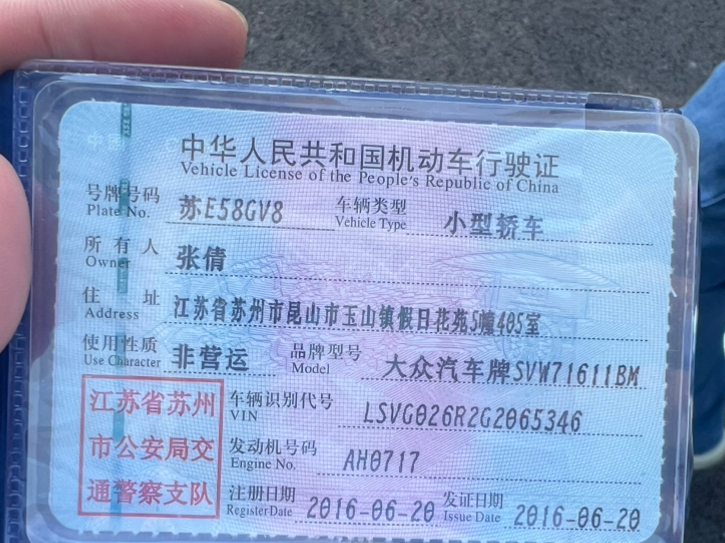 中华人民共和国机动车行驶证
Vehicle License of the People's Republic of China
号牌号码 苏E58GV8 车辆类型 小型轿车
Plate No. Vehicle Type
所有人 张倩
Owner
住址 江苏省苏州市昆山市玉山镇假日花苑5幢405室
Address
使用性质 非营运 品牌型号 大众汽车牌SVW71611BM
Use Character Model
江苏省苏州
市公安局交
通警察支队
车辆识别代号 LSVG026R2G2065346
VIN
发动机号码 AH0717
Engine No.
注册日期 2016-06-20 发证日期 2016-06-20
Register Date Issue Date